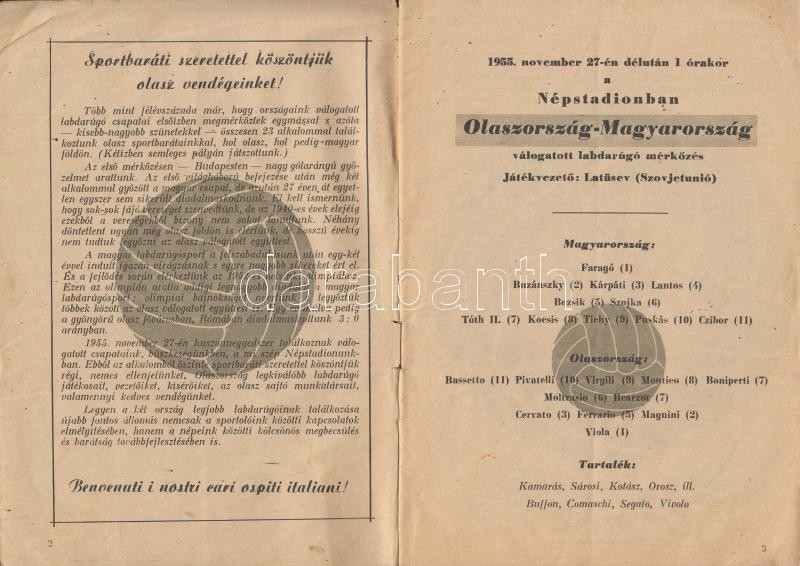 Sportbaráti szeretettel köszöntjük
olasz vendégeinket!
Több mint félévszázada már, hogy országaink válogatott
labdarúgó csapatai elsőízben megmérkőztek egymással s azóta
— kisebb-nagyobb szünetekkel — összesen 23 alkalommal talál-
koztunk olasz sportbarátainkkal, hol olasz, hol pedig magyar
földön. (Kétízben semleges pályán játszottunk.)
Az első mérkőzésen — Budapesten — nagy gólarányú győ-
zelmet arattunk. Az első világháború befejezése után még két
alkalommal győzött a magyar csapat, de azután 27 éven át egyet-
len egyszer sem sikerült diadalmaskodnunk. El kell ismernünk,
hogy sok-sok fájó vereséget szenvedtünk, de az 1940-es évek elejéig
ezekből a vereségekből bizony nem sokat tanultunk. Néhány
döntetlent ugyan még olasz földön is elértünk, de hosszú évekig
nem tudtuk legyőzni az olasz válogatott együttest.
A magyar labdarúgósport a felszabadulásunk után egy-két
évvel indult igazán virágzásnak s egyre nagyobb sikereket ért el.
És a fejlődés során elérkeztünk az helsinki olimpiához.
Ezen az olimpián aratta addigi legnagyobb győzelmét a magyar
labdarúgósport, olimpiai bajnokságot nyert s legyőztük
többek között az olasz válogatott együttest is. Egy évvel később pedig
a gyönyörű olasz fővárosban, Rómában diadalmaskodtunk 3 : 0
arányban.
1955. november 27-én huszonnegyedszer találkoznak válo-
gatott csapataink, büszkeségünkben, a mi szép Népstadionunk-
ban. Ebből az alkalomból őszinte sportbaráti szeretettel köszöntjük
régi, nemes ellenfelünket, Olaszország legkiválóbb labdarúgó
játékosait, vezetőiket, kísérőiket, az olasz sajtó munkatársait,
valamennyi kedves vendégünket.
Legyen a két ország legjobb labdarúgóinak találkozása
újabb fontos állomás nemcsak a sportolóink közötti kapcsolatok
elmélyítésében, hanem a népeink közötti kölcsönös megbecsülés
és barátság továbbfejlesztésében is.
Benvenuti i nostri cari ospiti italiani!
2
1955. november 27-én délután 1 órakor
a
Népstadionban
Olaszország-Magyarország
válogatott labdarúgó mérkőzés
Játékvezető: Latüsev (Szovjetunió)
Magyarország:
Faragó (1)
Buzánszky (2) Kárpáti (3) Lantos (4)
Bozsik (5) Szojka (6)
Tóth II. (7) Kocsis (8) Tichy (9) Puskás (10) Czibor (11)
Olaszország:
Bassetto (11) Pivatelli (10) Virgili (9) Montico (8) Boniperti (7)
Moltrasio (6) Bearzot (7)
Cervato (3) Ferrario (5) Magnini (2)
Viola (1)
Tartalék:
Kamarás, Sárosi, Kotász, Orosz, ill.
Buffon, Comaschi, Segato, Vivolo
3
darabanth